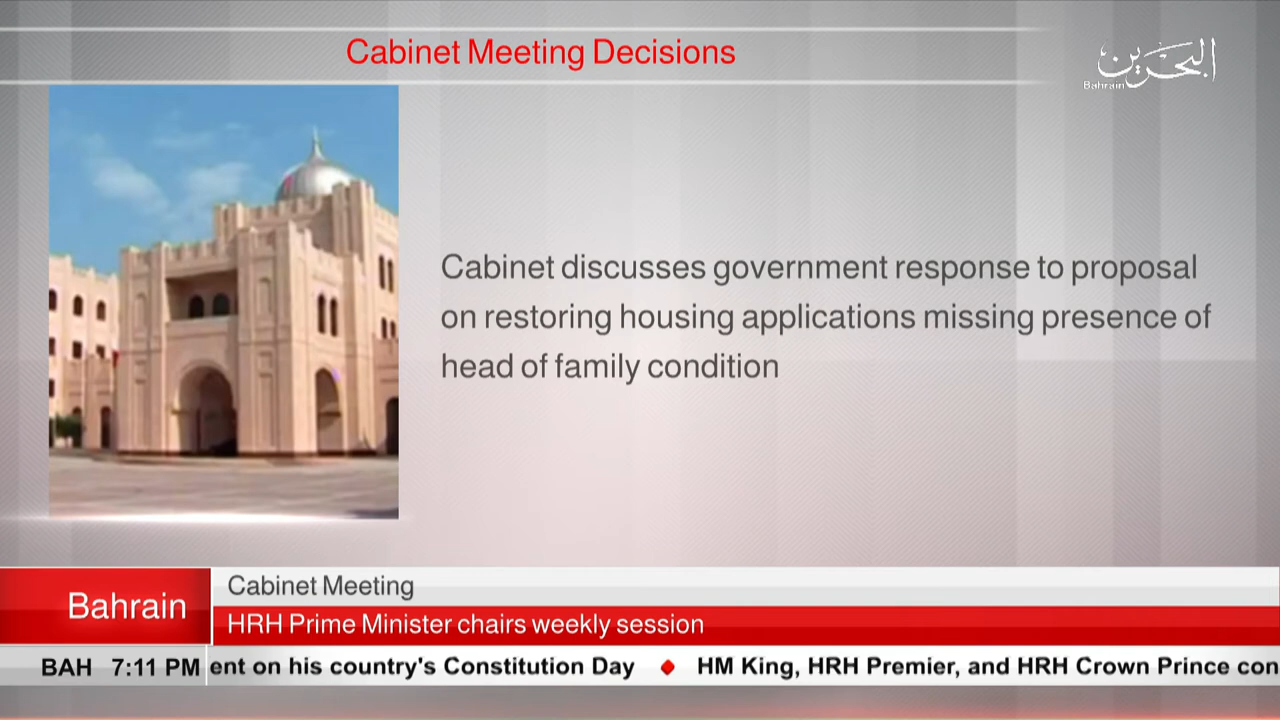 Cabinet Meeting Decisions
البحرين
Bahrain
Cabinet discusses government response to proposal
on restoring housing applications missing presence of
head of family condition
Bahrain
Cabinet Meeting
HRH Prime Minister chairs weekly session
BAH 7:11 PM ent on his country's Constitution Day ♦ HM King, HRH Premier, and HRH Crown Prince con